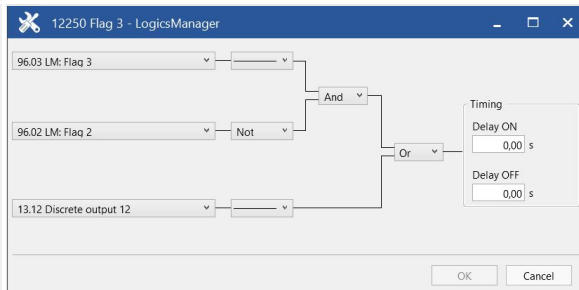 12250 Flag 3 - LogicsManager
96.03 LM: Flag 3
And
Timing
96.02 LM: Flag 2
Not
Delay ON
0,00 s
Or
Delay OFF
0,00 s
13.12 Discrete output 12
OK
Cancel